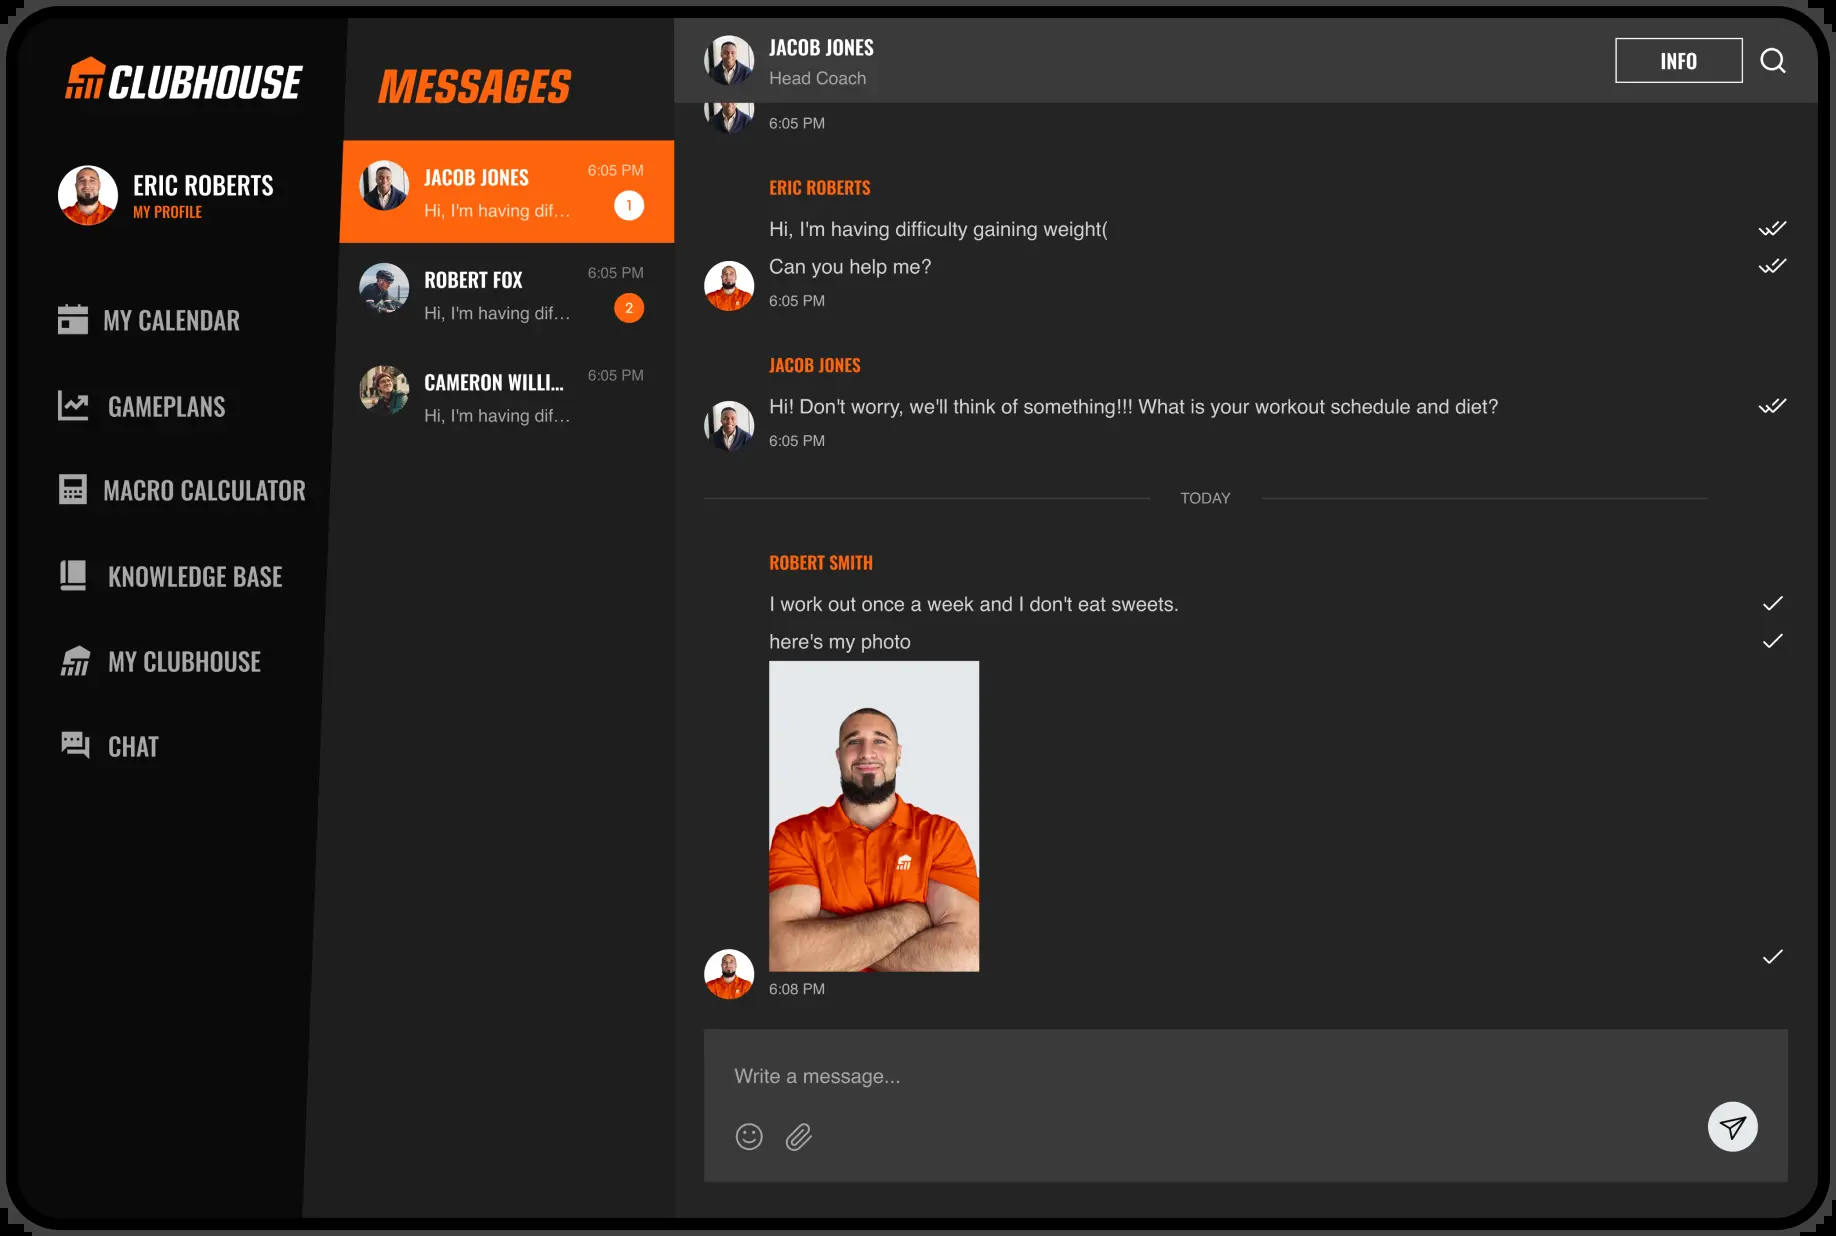 CLUBHOUSE
ERIC ROBERTS
MY PROFILE
MY CALENDAR
GAMEPLANS
MACRO CALCULATOR
KNOWLEDGE BASE
MY CLUBHOUSE
CHAT
MESSAGES
JACOB JONES
6:05 PM
Hi, I'm having dif...
1
ROBERT FOX
6:05 PM
Hi, I'm having dif...
2
CAMERON WILLI...
6:05 PM
Hi, I'm having dif...
JACOB JONES
Head Coach
INFO
6:05 PM
ERIC ROBERTS
Hi, I'm having difficulty gaining weight(
Can you help me?
6:05 PM
JACOB JONES
Hi! Don't worry, we'll think of something!!! What is your workout schedule and diet?
6:05 PM
TODAY
ROBERT SMITH
I work out once a week and I don't eat sweets.
here's my photo
6:08 PM
Write a message...